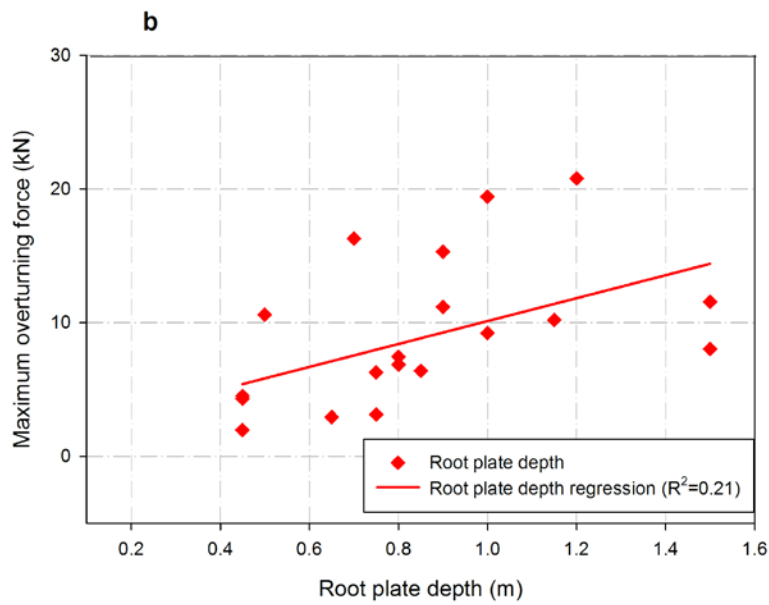 b
30
20
10
0
Maximum overturning force (kN)
Root plate depth
Root plate depth regression (R²=0.21)
0.2 0.4 0.6 0.8 1.0 1.2 1.4 1.6
Root plate depth (m)